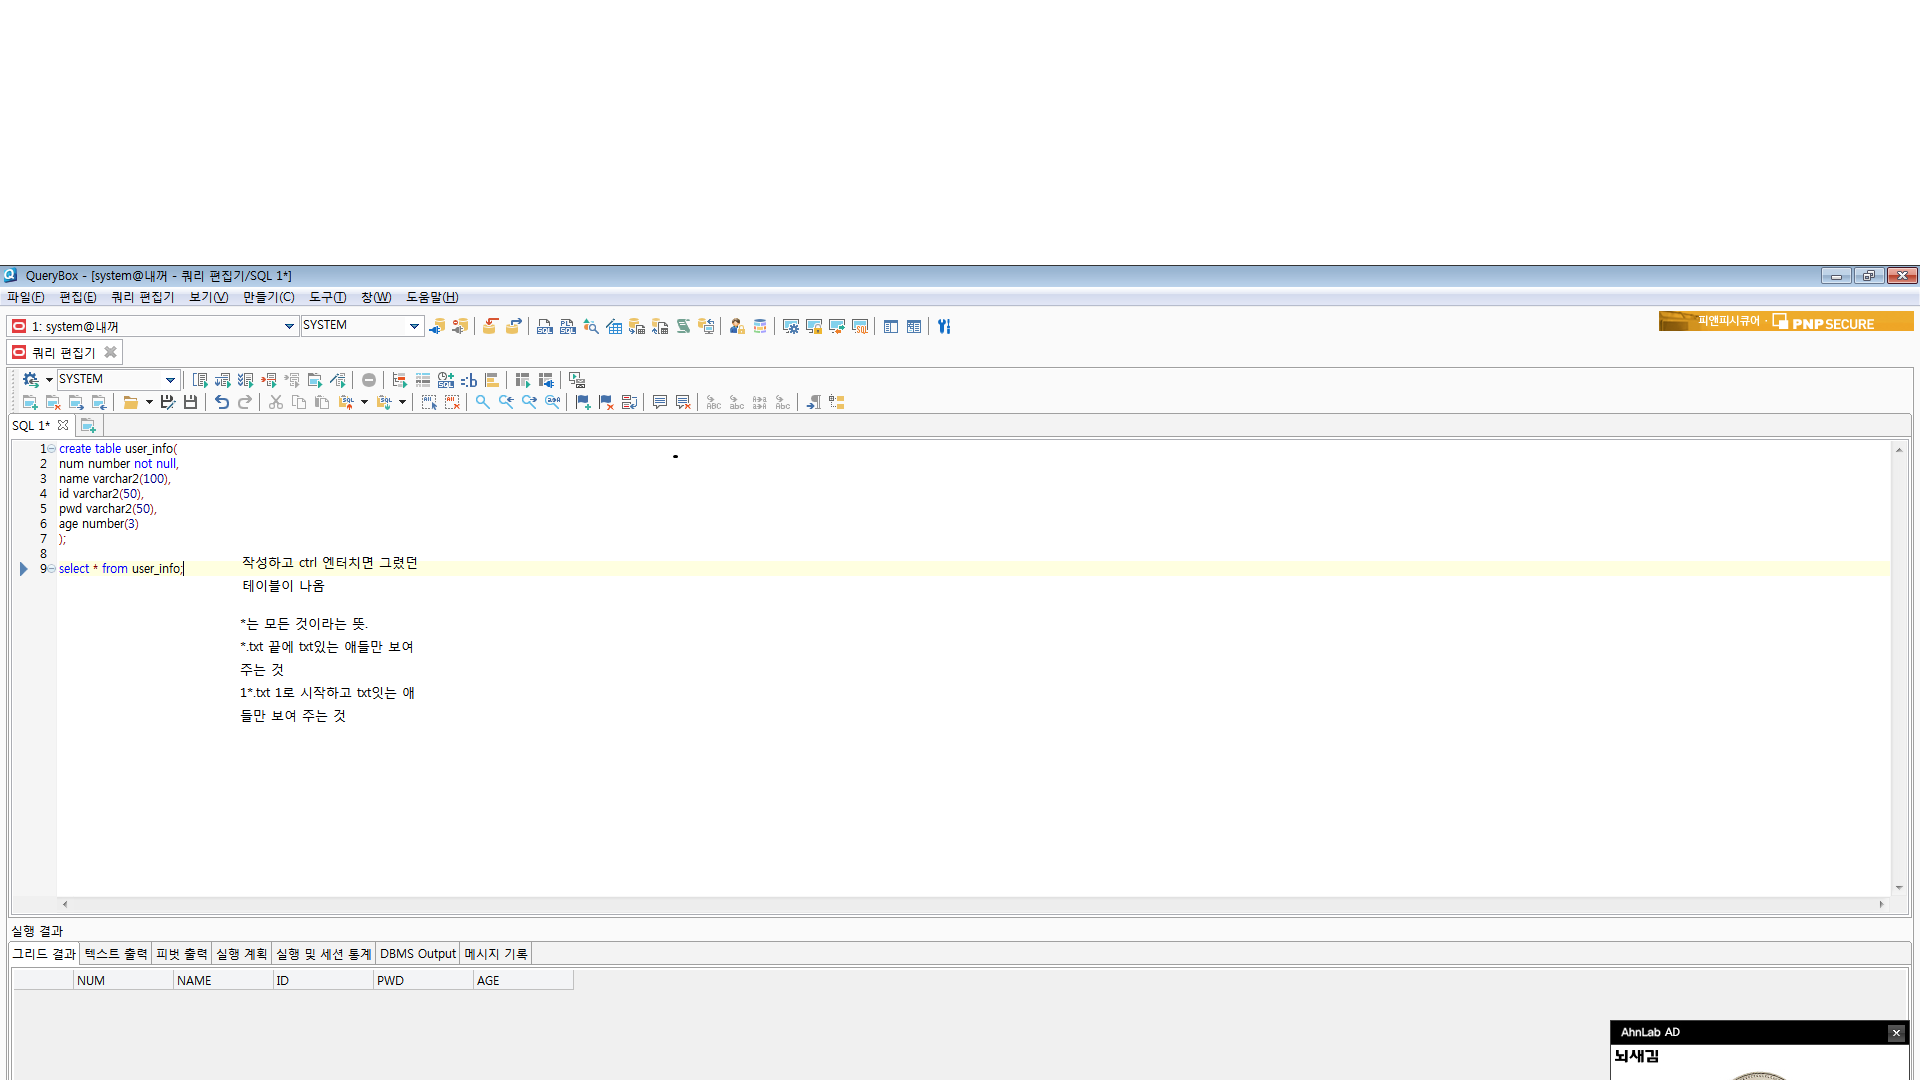 QueryBox - [system@내꺼 - 쿼리 편집기/SQL 1*]
파일(F) 편집(E) 쿼리 편집기 보기(V) 만들기(C) 도구(T) 창(W) 도움말(H)
1: system@내꺼 SYSTEM
피앤피시큐어 · PNP SECURE
쿼리 편집기
SYSTEM
SQL 1*
1 create table user_info(
2 num number not null,
3 name varchar2(100),
4 id varchar2(50),
5 pwd varchar2(50),
6 age number(3)
7 );
8
9 select * from user_info;
작성하고 ctrl 엔터치면 그렸던
테이블이 나옴
*는 모든 것이라는 뜻.
*.txt 끝에 txt있는 애들만 보여
주는 것
1*.txt 1로 시작하고 txt잇는 애
들만 보여 주는 것
실행 결과
그리드 결과 텍스트 출력 피벗 출력 실행 계획 실행 및 세션 통계 DBMS Output 메시지 기록
NUM NAME ID PWD AGE
AhnLab AD
뇌새김